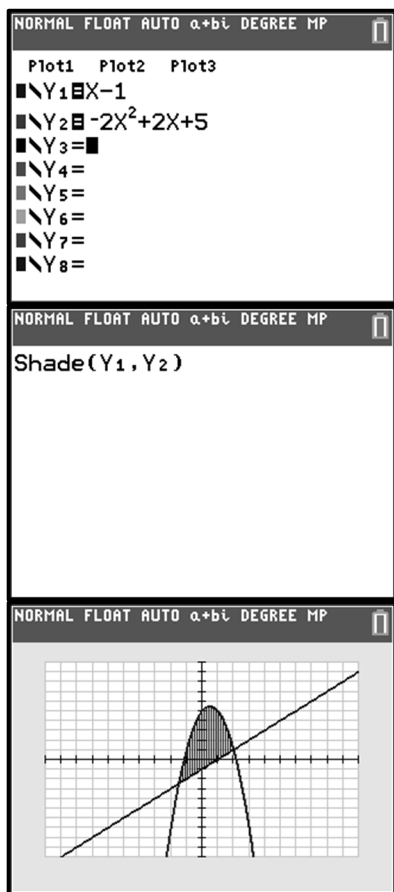 NORMAL FLOAT AUTO a+bi DEGREE MP
Plot1 Plot2 Plot3
\Y₁=X-1
\Y₂=-2X²+2X+5
\Y₃=
\Y₄=
\Y₅=
\Y₆=
\Y₇=
\Y₈=
NORMAL FLOAT AUTO a+bi DEGREE MP
Shade(Y₁,Y₂)
NORMAL FLOAT AUTO a+bi DEGREE MP